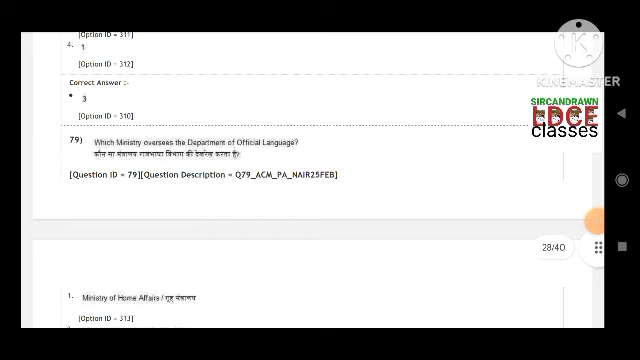 [Option ID = 311]
4. 1
[Option ID = 312]
Correct Answer :-
• 3
[Option ID = 310]
79) Which Ministry oversees the Department of Official Language?
कौन सा मंत्रालय राजभाषा विभाग की देखरेख करता है?
[Question ID = 79][Question Description = Q79_ACM_PA_NAIR25FEB]
1. Ministry of Home Affairs / गृह मंत्रालय
[Option ID = 313]
28/40
KINEMASTER
SIRCANDRAWN
LDCE
classes